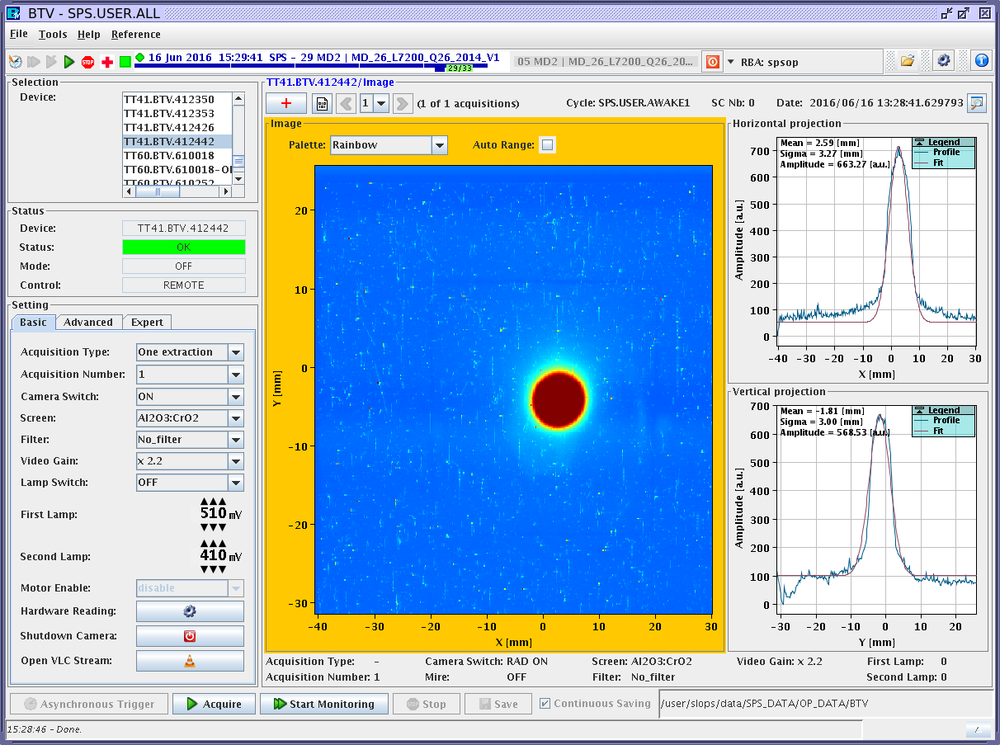 BTV - SPS.USER.ALL
File Tools Help Reference
16 Jun 2016 15:29:41 SPS - 29 MD2 | MD_26_L7200_Q26_2014_V1
29/33
05 MD2 | MD_26_L7200_Q26_20...
RBA: spsop
Selection
Device:
TT41.BTV.412350
TT41.BTV.412353
TT41.BTV.412426
TT41.BTV.412442
TT60.BTV.610018
TT60.BTV.610018-OI
TT60.BTV.610252
Status
Device: TT41.BTV.412442
Status: OK
Mode: OFF
Control: REMOTE
Setting
Basic Advanced Expert
Acquisition Type: One extraction
Acquisition Number: 1
Camera Switch: ON
Screen: Al2O3:CrO2
Filter: No_filter
Video Gain: x 2.2
Lamp Switch: OFF
First Lamp: 510 mV
Second Lamp: 410 mV
Motor Enable: disable
Hardware Reading:
Shutdown Camera:
Open VLC Stream:
TT41.BTV.412442/Image
1 (1 of 1 acquisitions) Cycle: SPS.USER.AWAKE1 SC Nb: 0 Date: 2016/06/16 13:28:41.629793
Image
Palette: Rainbow Auto Range:
20
10
0
-10
-20
-30
Y [mm]
-40 -30 -20 -10 0 10 20 30
X [mm]
Horizontal projection
Mean = 2.59 [mm]
Sigma = 3.27 [mm]
Amplitude = 663.27 [a.u.]
Legend
Profile
Fit
700
600
500
400
300
200
100
0
Amplitude [a.u.]
-40 -30 -20 -10 0 10 20 30
X [mm]
Vertical projection
Mean = -1.81 [mm]
Sigma = 3.00 [mm]
Amplitude = 568.53 [a.u.]
Legend
Profile
Fit
700
600
500
400
300
200
100
0
Amplitude [a.u.]
-30 -20 -10 0 10 20
Y [mm]
Acquisition Type: - Camera Switch: RAD ON Screen: Al2O3:CrO2 Video Gain: x 2.2 First Lamp: 0
Acquisition Number: 1 Mire: OFF Filter: No_filter Second Lamp: 0
Asynchronous Trigger Acquire Start Monitoring Stop Save Continuous Saving /user/slops/data/SPS_DATA/OP_DATA/BTV
15:28:46 - Done.